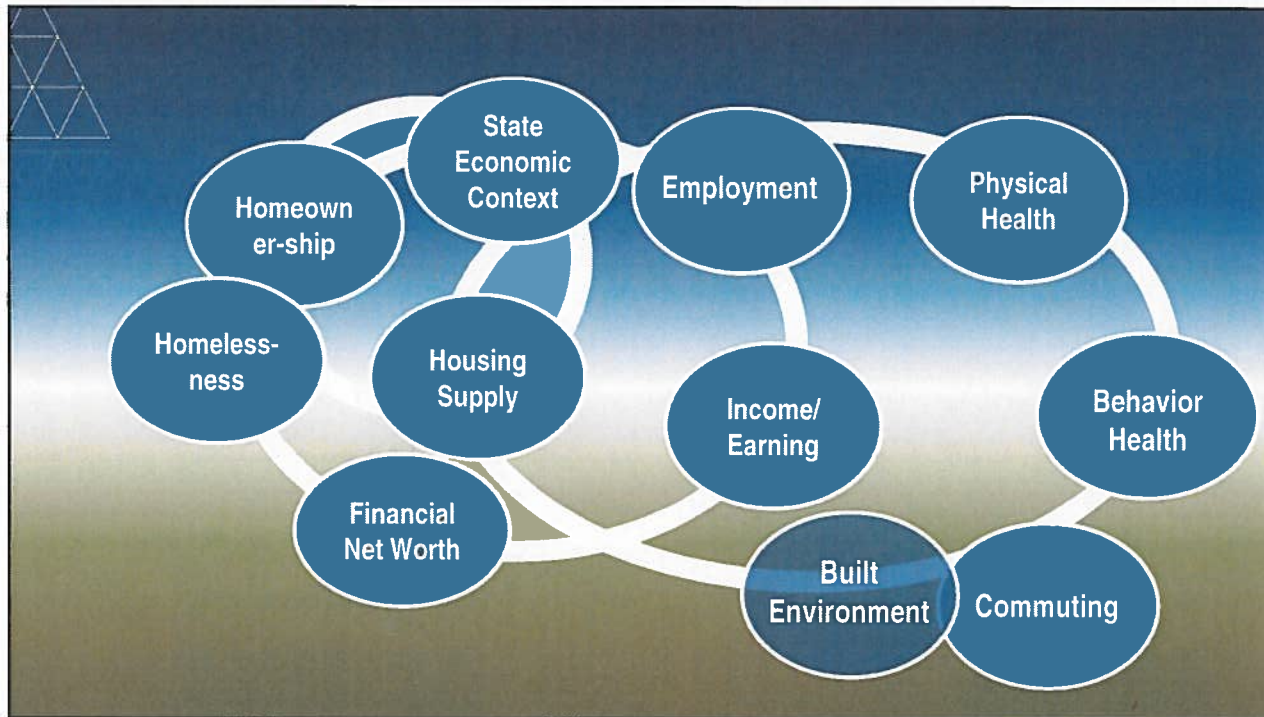 State
Economic
Context
Employment
Physical
Health
Homeown
er-ship
Homeless-
ness
Housing
Supply
Income/
Earning
Behavior
Health
Financial
Net Worth
Built
Environment
Commuting